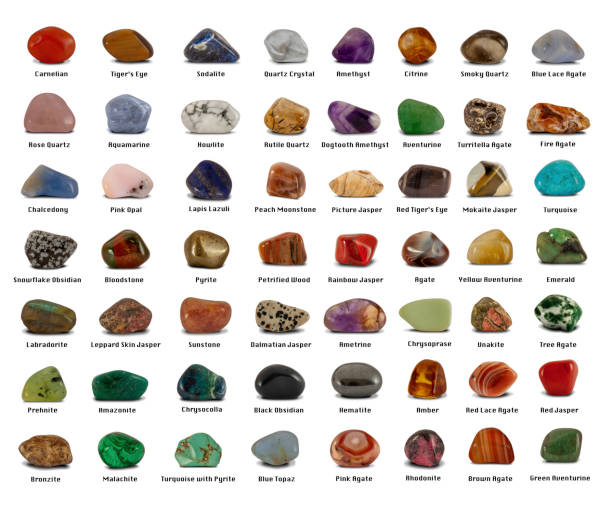 Carnelian Tiger's Eye Sodalite Quartz Crystal Amethyst Citrine Smoky Quartz Blue Lace Agate
Rose Quartz Aquamarine Howlite Rutile Quartz Dogtooth Amethyst Aventurine Turritella Agate Fire Agate
Chalcedony Pink Opal Lapis Lazuli Peach Moonstone Picture Jasper Red Tiger's Eye Mokaite Jasper Turquoise
Snowflake Obsidian Bloodstone Pyrite Petrified Wood Rainbow Jasper Agate Yellow Aventurine Emerald
Labradorite Leppard Skin Jasper Sunstone Dalmatian Jasper Ametrine Chrysoprase Unakite Tree Agate
Prehnite Amazonite Chrysocolla Black Obsidian Hematite Amber Red Lace Agate Red Jasper
Bronzite Malachite Turquoise with Pyrite Blue Topaz Pink Agate Rhodonite Brown Agate Green Aventurine